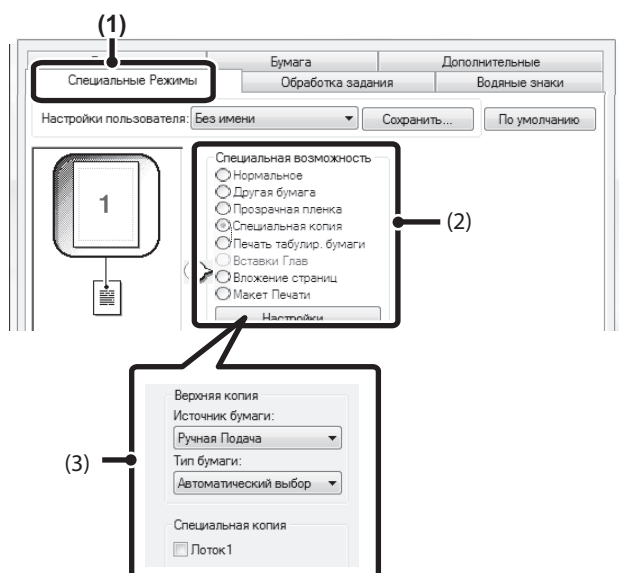 (1)
Бумага Дополнительные
Специальные Режимы Обработка задания Водяные знаки
Настройки пользователя: Без имени Сохранить... По умолчанию
Специальная возможность
Нормальное
Другая бумага
Прозрачная пленка
Специальная копия
Печать табулир. бумаги
Вставки Глав
Вложение страниц
Макет Печати
Настройки
1
(2)
Верхняя копия
Источник бумаги:
Ручная Подача
Тип бумаги:
Автоматический выбор
Специальная копия
Лоток1
(3)